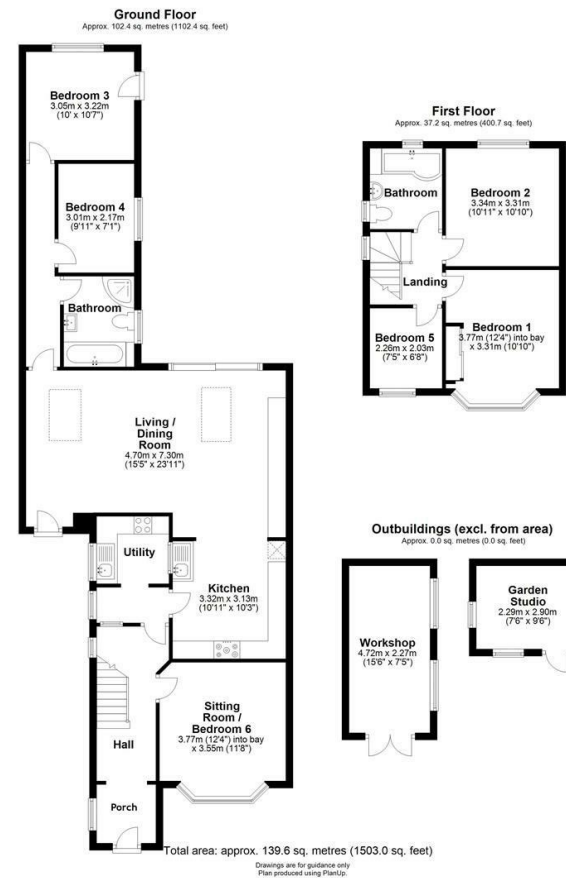 Ground Floor
Approx. 102.4 sq. metres (1102.4 sq. feet)
Bedroom 3
3.05m x 3.22m
(10' x 10'7")
Bedroom 4
3.01m x 2.17m
(9'11" x 7'1")
Bathroom
Living /
Dining
Room
4.70m x 7.30m
(15'5" x 23'11")
Utility
Kitchen
3.32m x 3.13m
(10'11" x 10'3")
Sitting
Room /
Bedroom 6
3.77m (12'4") into bay
x 3.55m (11'8")
Hall
Porch
First Floor
Approx. 37.2 sq. metres (400.7 sq. feet)
Bathroom
Bedroom 2
3.34m x 3.31m
(10'11" x 10'10")
Landing
Bedroom 5
2.26m x 2.03m
(7'5" x 6'8")
Bedroom 1
3.77m (12'4") into bay
x 3.31m (10'10")
Outbuildings (excl. from area)
Approx. 0.0 sq. metres (0.0 sq. feet)
Workshop
4.72m x 2.27m
(15'6" x 7'5")
Garden
Studio
2.29m x 2.90m
(7'6" x 9'6")
Total area: approx. 139.6 sq. metres (1503.0 sq. feet)
Drawings are for guidance only
Plan produced using PlanUp.